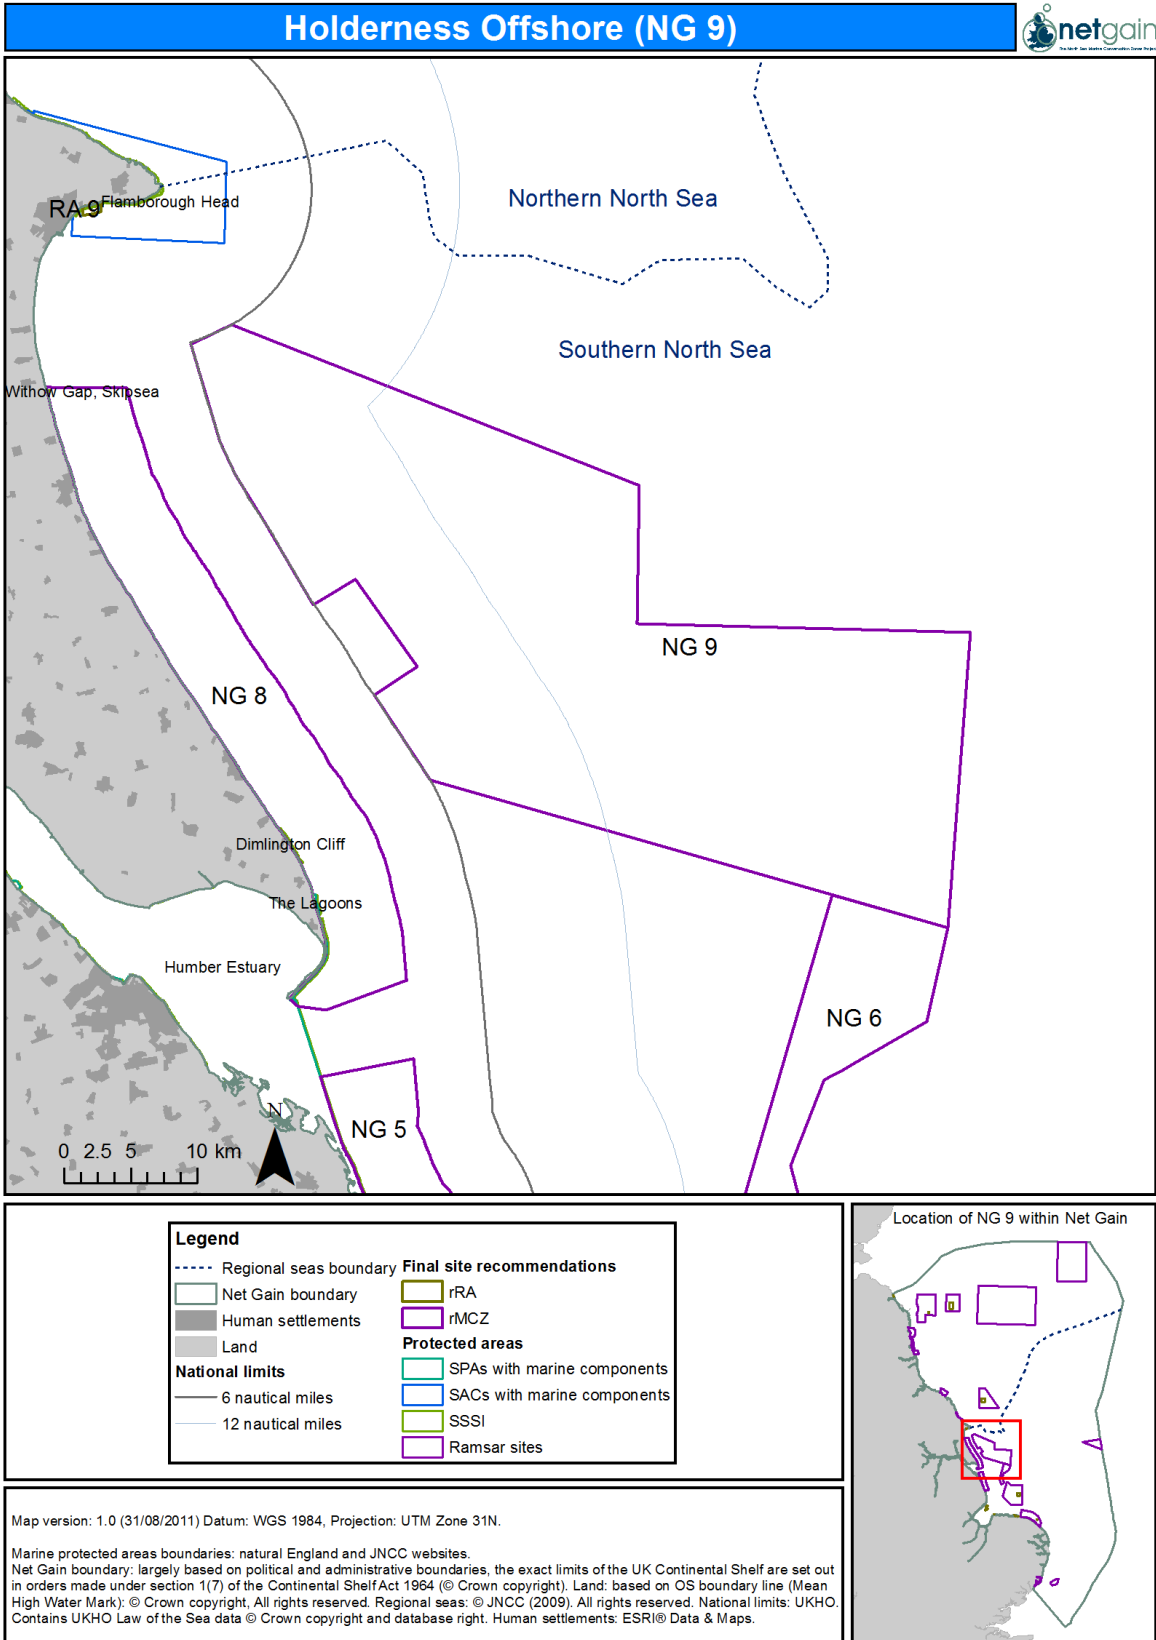 Holderness Offshore (NG 9)
netgain
The North Sea Marine Conservation Zones Project
Northern North Sea
RA 9
Flamborough Head
Southern North Sea
Withow Gap, Skipsea
NG 9
NG 8
Dimlington Cliff
The Lagoons
Humber Estuary
NG 6
N
NG 5
0 2.5 5 10 km
Legend
Regional seas boundary
Net Gain boundary
Human settlements
Land
National limits
6 nautical miles
12 nautical miles
Final site recommendations
rRA
rMCZ
Protected areas
SPAs with marine components
SACs with marine components
SSSI
Ramsar sites
Location of NG 9 within Net Gain
Map version: 1.0 (31/08/2011) Datum: WGS 1984, Projection: UTM Zone 31N.
Marine protected areas boundaries: natural England and JNCC websites.
Net Gain boundary: largely based on political and administrative boundaries, the exact limits of the UK Continental Shelf are set out
in orders made under section 1(7) of the Continental Shelf Act 1964 (© Crown copyright). Land: based on OS boundary line (Mean
High Water Mark): © Crown copyright, All rights reserved. Regional seas: © JNCC (2009). All rights reserved. National limits: UKHO.
Contains UKHO Law of the Sea data © Crown copyright and database right. Human settlements: ESRI® Data & Maps.